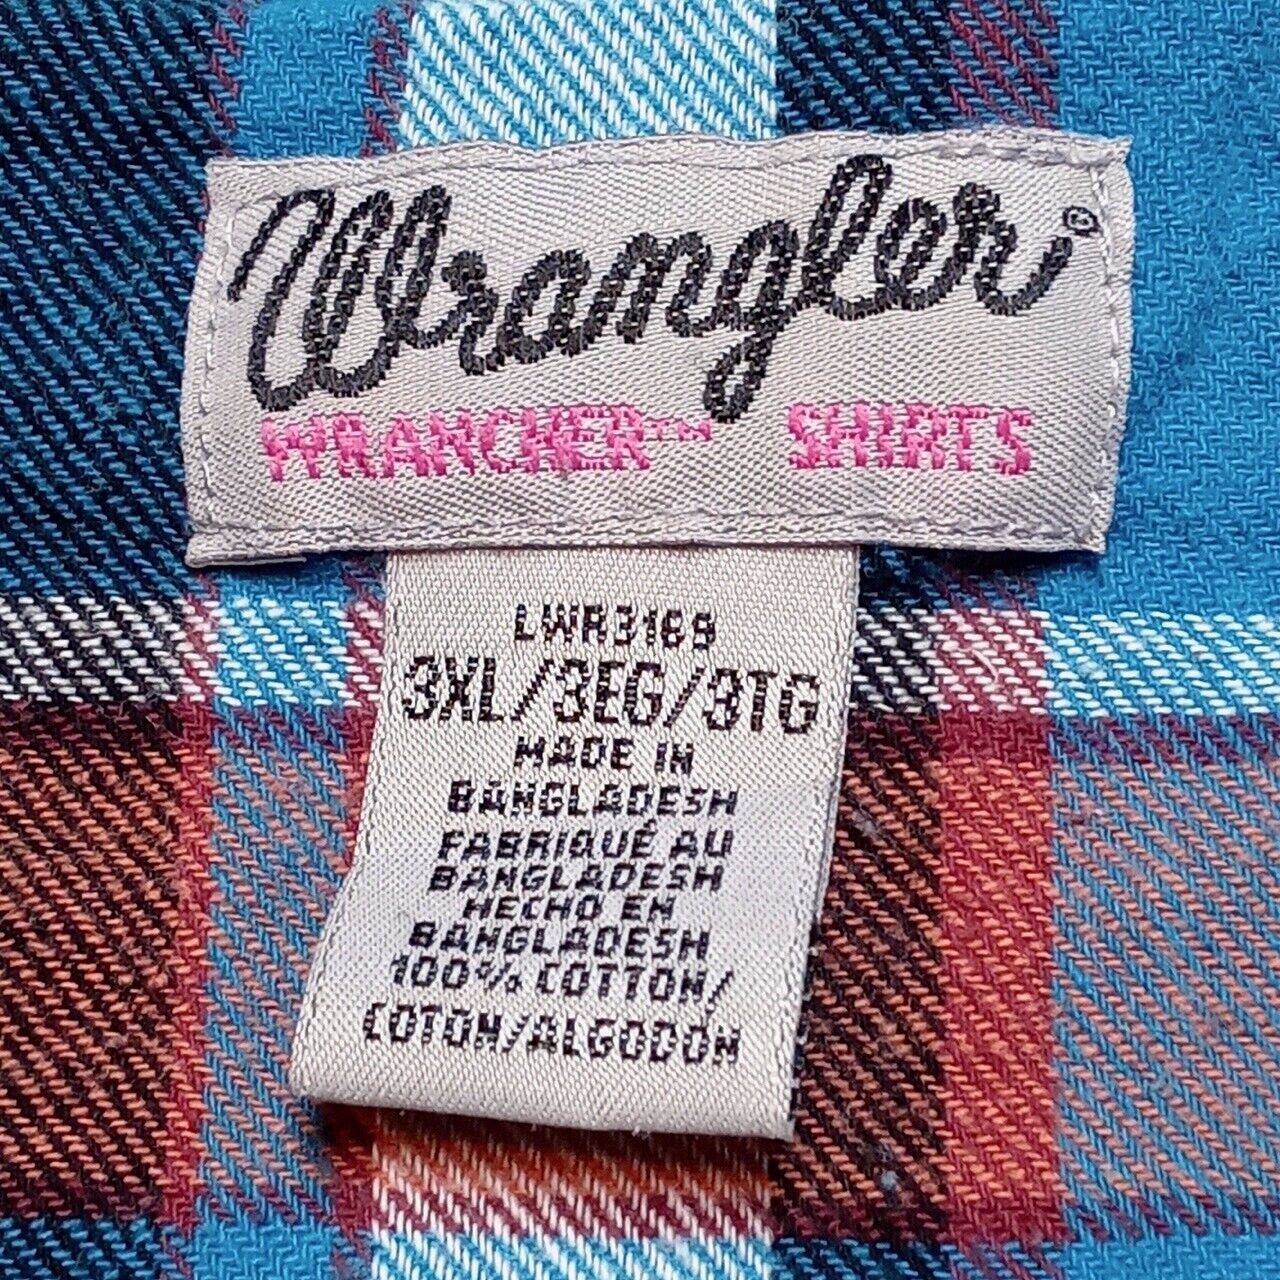 Wrangler®
WRANCHER™ SHIRTS
LWR3169
3XL/3EG/3TG
MADE IN
BANGLADESH
FABRIQUÉ AU
BANGLADESH
HECHO EN
BANGLADESH
100% COTTON/
COTON/ALGODON